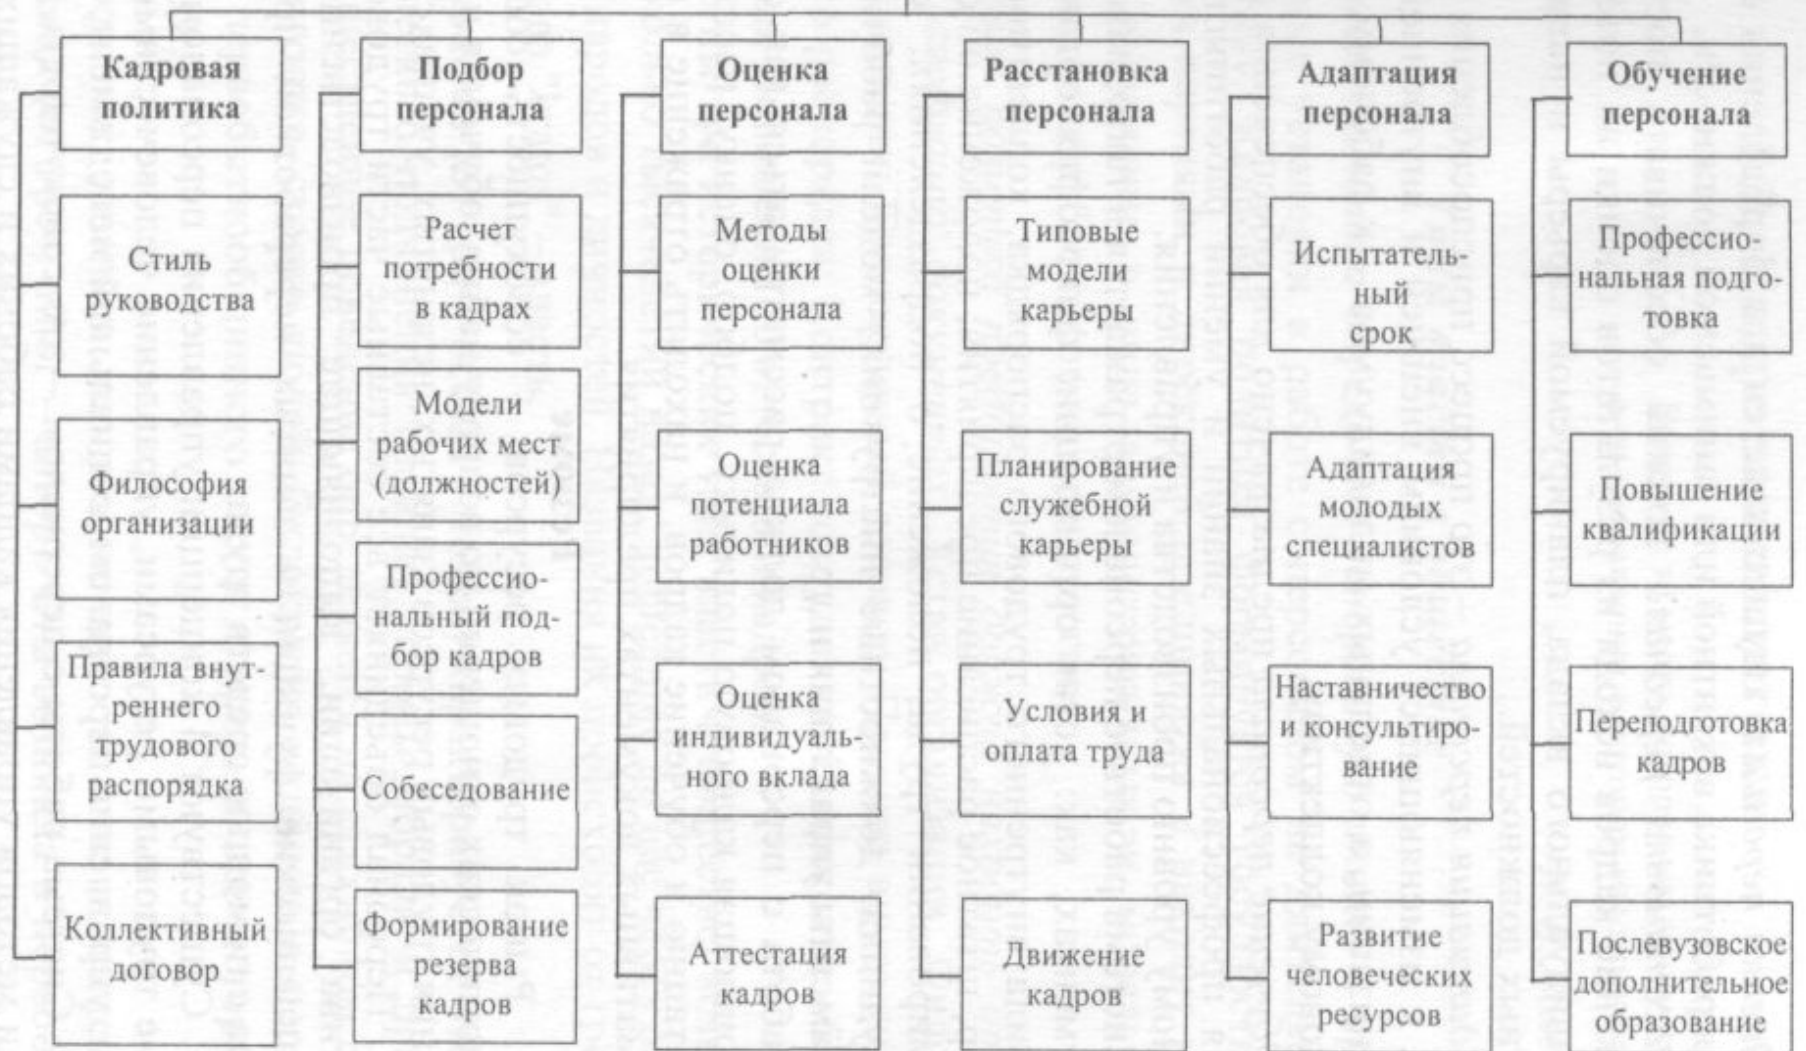 Кадровая
политика
Стиль
руководства
Философия
организации
Правила внут-
реннего
трудового
распорядка
Коллективный
договор
Подбор
персонала
Расчет
потребности
в кадрах
Модели
рабочих мест
(должностей)
Профессио-
нальный под-
бор кадров
Собеседование
Формирование
резерва
кадров
Оценка
персонала
Методы
оценки
персонала
Оценка
потенциала
работников
Оценка
индивидуаль-
ного вклада
Аттестация
кадров
Расстановка
персонала
Типовые
модели
карьеры
Планирование
служебной
карьеры
Условия и
оплата труда
Движение
кадров
Адаптация
персонала
Испытатель-
ный
срок
Адаптация
молодых
специалистов
Наставничество
и консультиро-
вание
Развитие
человеческих
ресурсов
Обучение
персонала
Профессио-
нальная подго-
товка
Повышение
квалификации
Переподготовка
кадров
Послевузовское
дополнительное
образование